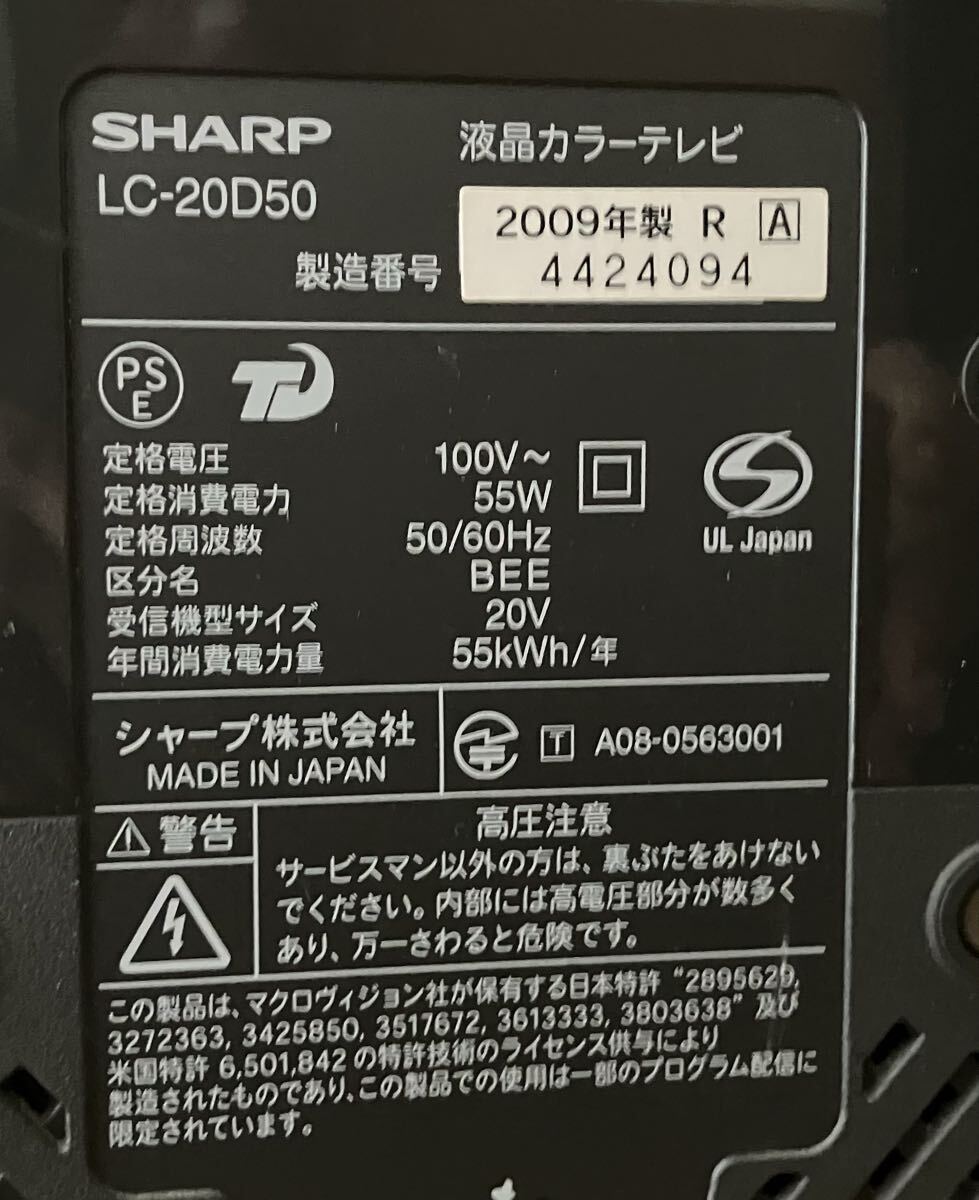 SHARP 液晶カラーテレビ
LC-20D50
2009年製 R A
製造番号 4424094
PSE
定格電圧 100V～
定格消費電力 55W
定格周波数 50/60Hz
区分名 BEE
受信機型サイズ 20V
年間消費電力量 55kWh/年
UL Japan
シャープ株式会社
MADE IN JAPAN
T A08-0563001
警告
高圧注意
サービスマン以外の方は、裏ぶたをあけない
でください。内部には高電圧部分が数多く
あり、万一さわると危険です。
この製品は、マクロヴィジョン社が保有する日本特許 “2895629,
3272363, 3425850, 3517672, 3613333, 3803638” 及び
米国特許 6,501,842 の特許技術のライセンス供与により
製造されたものであり、この製品での使用は一部のプログラム配信に
限定されています。